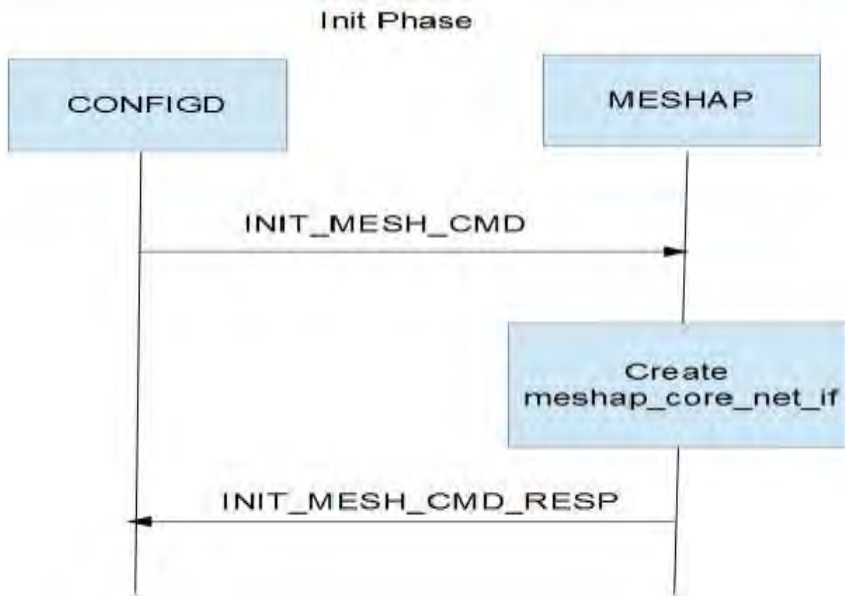 Init Phase
CONFIGD
MESHAP
INIT_MESH_CMD
Create
meshap_core_net_if
INIT_MESH_CMD_RESP